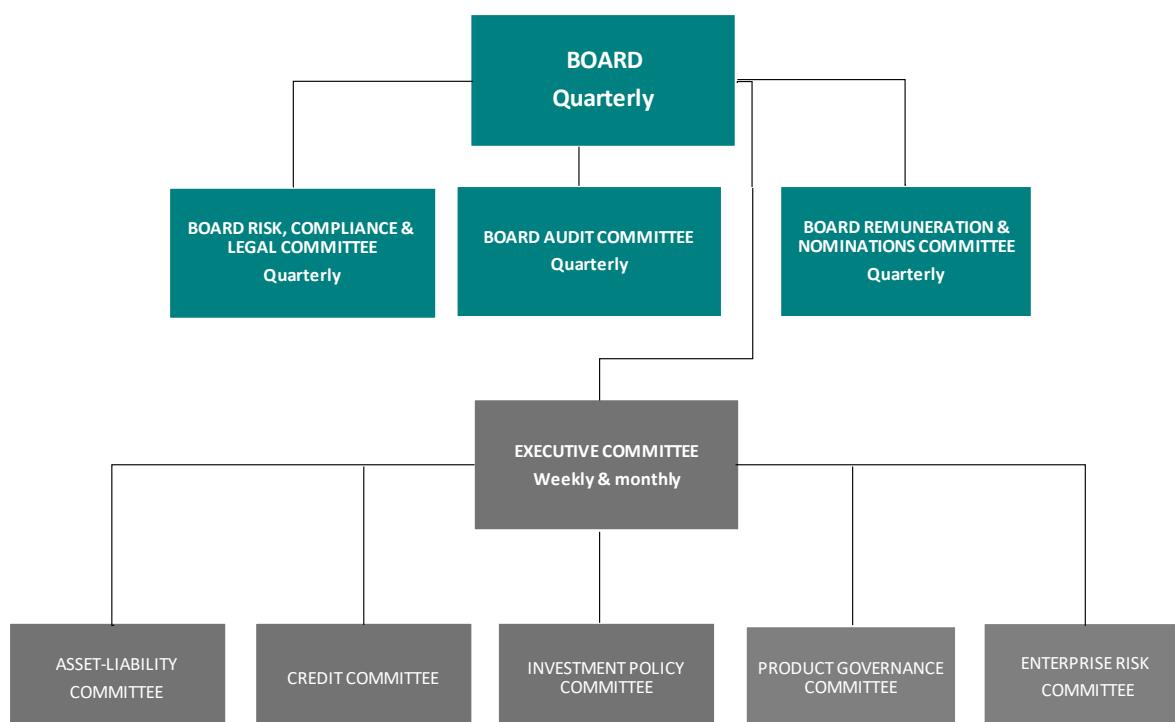 BOARD
Quarterly
BOARD RISK, COMPLIANCE &
LEGAL COMMITTEE
Quarterly
BOARD AUDIT COMMITTEE
Quarterly
BOARD REMUNERATION &
NOMINATIONS COMMITTEE
Quarterly
EXECUTIVE COMMITTEE
Weekly & monthly
ASSET-LIABILITY
COMMITTEE
CREDIT COMMITTEE
INVESTMENT POLICY
COMMITTEE
PRODUCT GOVERNANCE
COMMITTEE
ENTERPRISE RISK
COMMITTEE